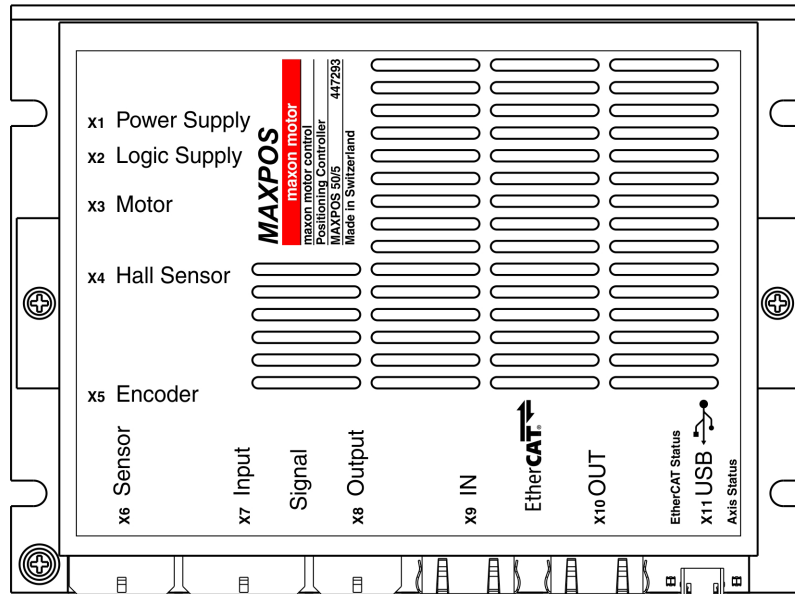 X1 Power Supply
X2 Logic Supply
X3 Motor
X4 Hall Sensor
X5 Encoder
MAXPOS
maxon motor
maxon motor control
Positioning Controller
MAXPOS 50/5 447293
Made in Switzerland
X6 Sensor
X7 Input
Signal
X8 Output
X9 IN
EtherCAT®
X10 OUT
EtherCAT Status
X11 USB
Axis Status